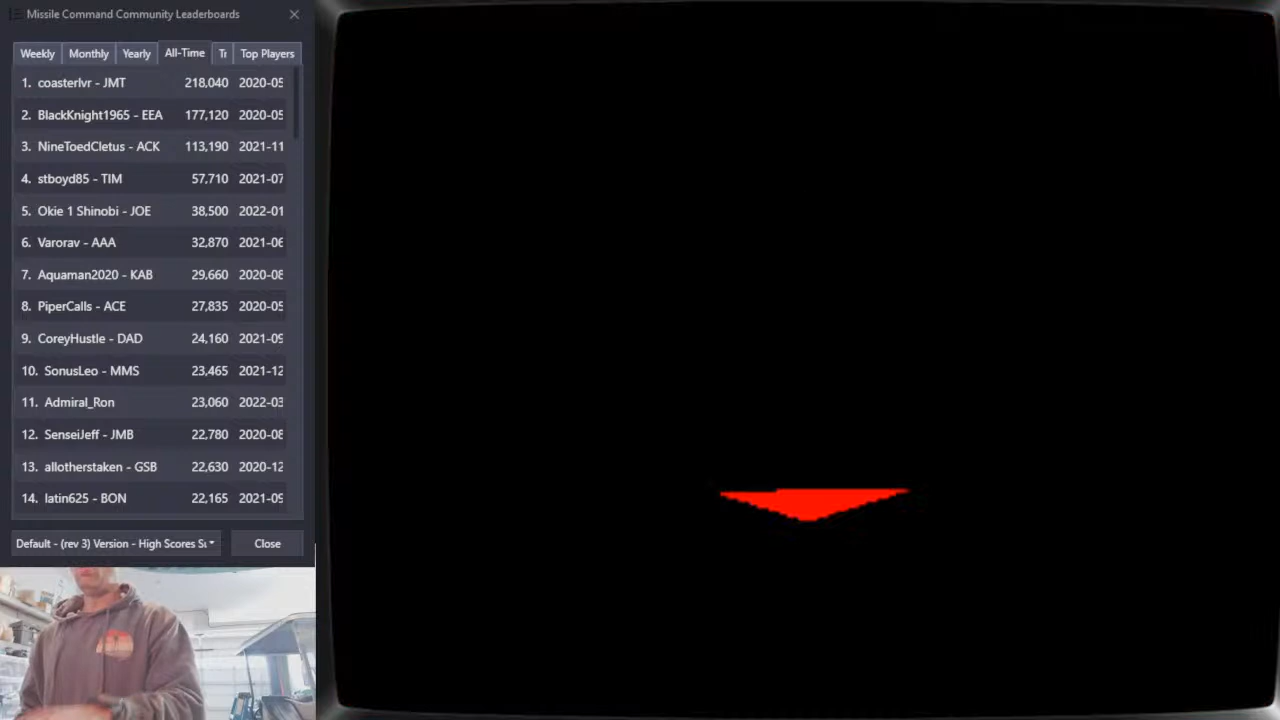 Missile Command Community Leaderboards
Weekly Monthly Yearly All-Time Tr Top Players
1. coasterlvr - JMT 218,040 2020-05
2. BlackKnight1965 - EEA 177,120 2020-05
3. NineToedCletus - ACK 113,190 2021-11
4. stboyd85 - TIM 57,710 2021-07
5. Okie 1 Shinobi - JOE 38,500 2022-01
6. Varorav - AAA 32,870 2021-06
7. Aquaman2020 - KAB 29,660 2020-08
8. PiperCalls - ACE 27,835 2020-05
9. CoreyHustle - DAD 24,160 2021-09
10. SonusLeo - MMS 23,465 2021-12
11. Admiral_Ron 23,060 2022-03
12. SenseiJeff - JMB 22,780 2020-08
13. allotherstaken - GSB 22,630 2020-12
14. latin625 - BON 22,165 2021-09
Default - (rev 3) Version - High Scores Su Close